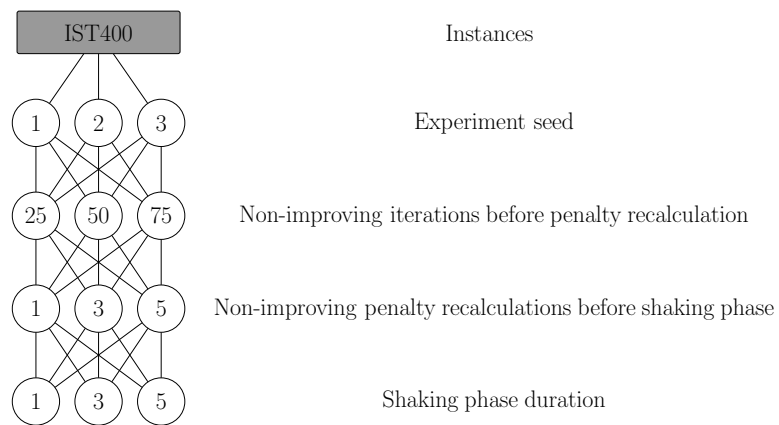 IST400 Instances
1 2 3 Experiment seed
25 50 75 Non-improving iterations before penalty recalculation
1 3 5 Non-improving penalty recalculations before shaking phase
1 3 5 Shaking phase duration